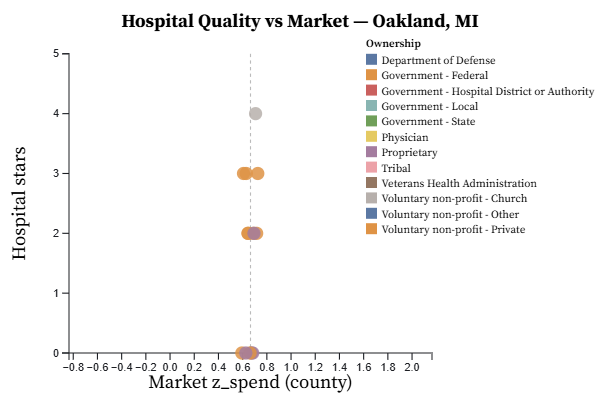 Hospital Quality vs Market — Oakland, MI
Ownership
Department of Defense
Government - Federal
Government - Hospital District or Authority
Government - Local
Government - State
Physician
Proprietary
Tribal
Veterans Health Administration
Voluntary non-profit - Church
Voluntary non-profit - Other
Voluntary non-profit - Private
Hospital stars
5
4
3
2
1
0
−0.8 −0.6 −0.4 −0.2 0.0 0.2 0.4 0.6 0.8 1.0 1.2 1.4 1.6 1.8 2.0
Market z_spend (county)